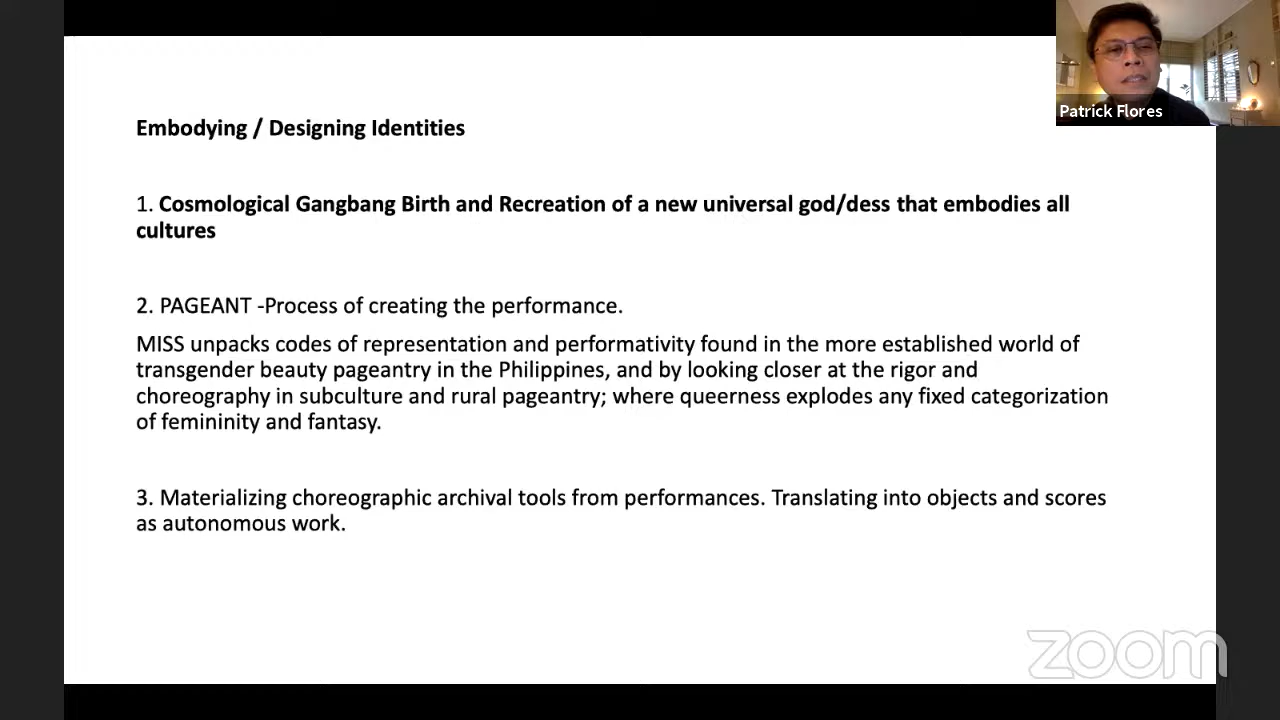 Patrick Flores
Embodying / Designing Identities
1. Cosmological Gangbang Birth and Recreation of a new universal god/dess that embodies all
cultures
2. PAGEANT -Process of creating the performance.
MISS unpacks codes of representation and performativity found in the more established world of
transgender beauty pageantry in the Philippines, and by looking closer at the rigor and
choreography in subculture and rural pageantry; where queerness explodes any fixed categorization
of femininity and fantasy.
3. Materializing choreographic archival tools from performances. Translating into objects and scores
as autonomous work.
zoom